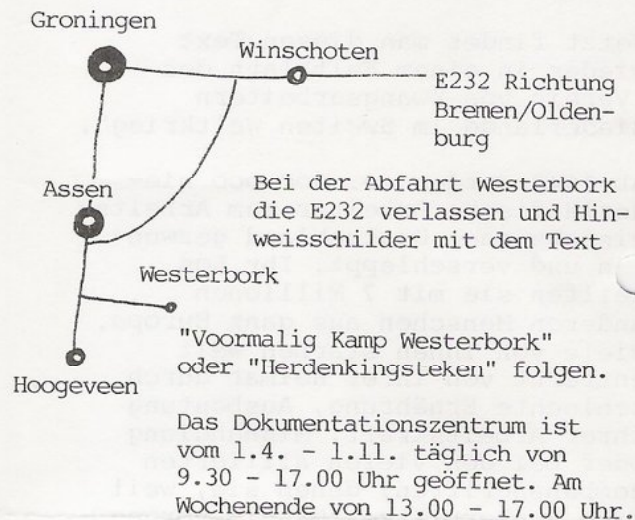 Groningen
Winschoten
E232 Richtung
Bremen/Olden-
burg
Assen
Bei der Abfahrt Westerbork
die E232 verlassen und Hin-
weisschilder mit dem Text
Westerbork
"Voormalig Kamp Westerbork"
oder "Herdenkingsteken" folgen.
Hoogeveen
Das Dokumentationszentrum ist
vom 1.4. - 1.11. täglich von
9.30 - 17.00 Uhr geöffnet. Am
Wochenende von 13.00 - 17.00 Uhr.